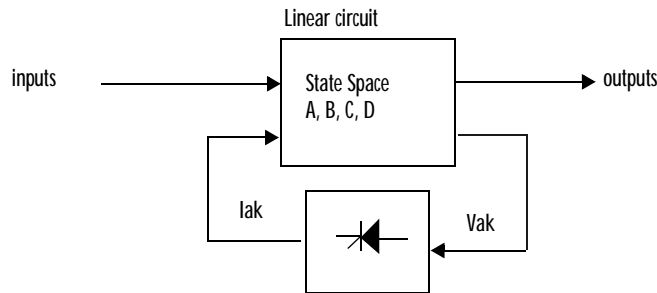 Linear circuit
inputs
State Space
outputs
A, B, C, D
Iak
Vak